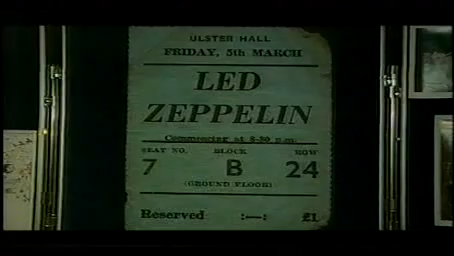 ULSTER HALL
FRIDAY, 5th MARCH
LED
ZEPPELIN
Commencing at 8-30 p.m.
SEAT NO. BLOCK ROW
7 B 24
(GROUND FLOOR)
Reserved :—: £1